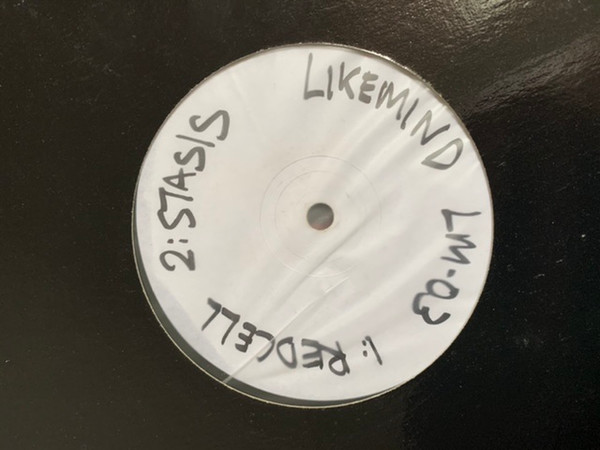 LIKEMIND LM-03
1: REDCELL
2: STASIS